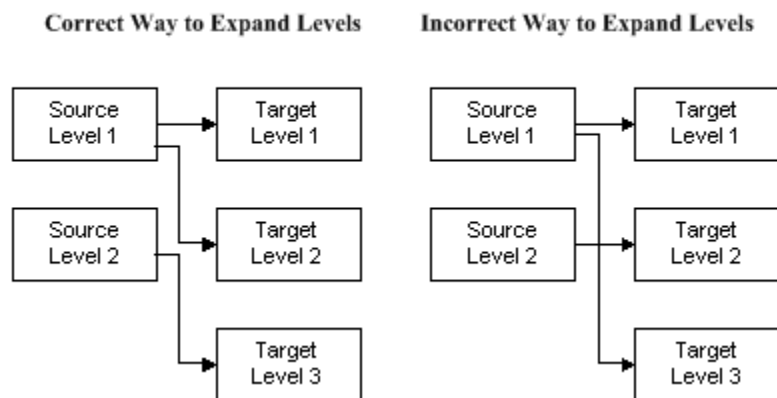 Correct Way to Expand Levels
Source
Level 1
Target
Level 1
Source
Level 2
Target
Level 2
Target
Level 3
Incorrect Way to Expand Levels
Source
Level 1
Target
Level 1
Source
Level 2
Target
Level 2
Target
Level 3